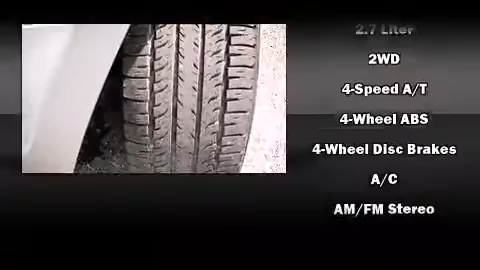 2.7 Liter
2WD
4-Speed A/T
4-Wheel ABS
4-Wheel Disc Brakes
A/C
AM/FM Stereo